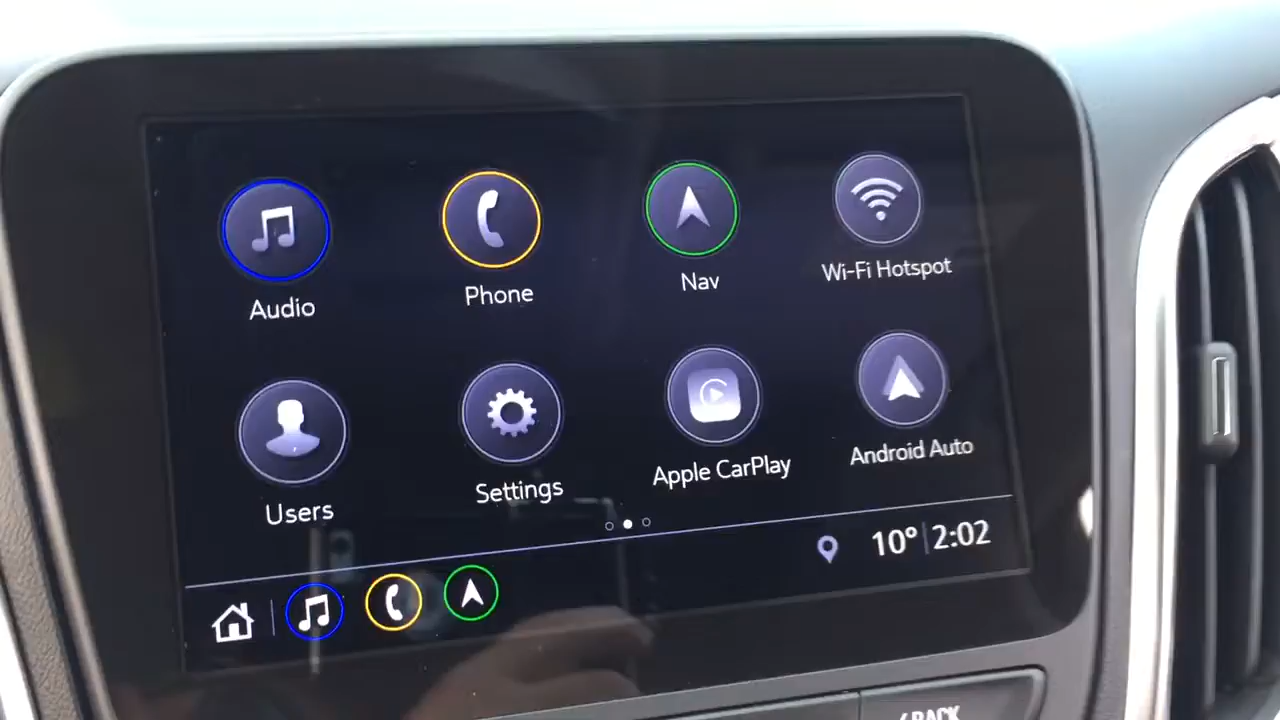 Audio
Phone
Nav
Wi-Fi Hotspot
Users
Settings
Apple CarPlay
Android Auto
10° 2:02
BACK